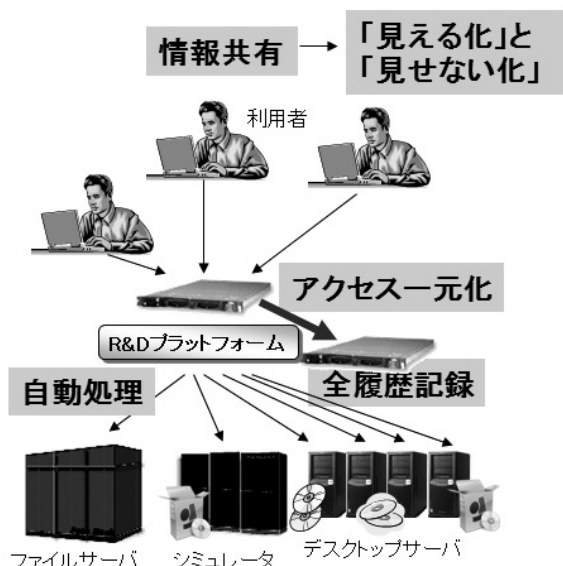 情報共有
「見える化」と
「見せない化」
利用者
アクセス一元化
R&Dプラットフォーム
自動処理
全履歴記録
ファイルサーバ
シミュレータ
デスクトップサーバ